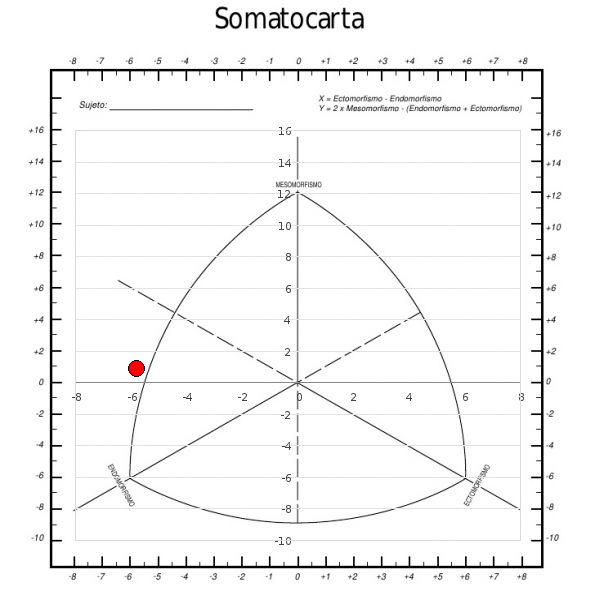 Somatocarta
-8 -7 -6 -5 -4 -3 -2 -1 0 +1 +2 +3 +4 +5 +6 +7 +8
Sujeto:
X = Ectomorfismo - Endomorfismo
Y = 2 x Mesomorfismo - (Endomorfismo + Ectomorfismo)
+16 16 +16
+14 14 +14
MESOMORFISMO
+12 12 +12
+10 10 +10
+8 8 +8
+6 6 +6
+4 4 +4
+2 2 +2
0 0
-8 -6 -4 -2 0 2 4 6 8
-2 -2 -2
-4 -4 -4
-6 -6 -6
ENDOMORFISMO
ECTOMORFISMO
-8 -8 -8
-10 -10 -10
-8 -7 -6 -5 -4 -3 -2 -1 0 +1 +2 +3 +4 +5 +6 +7 +8